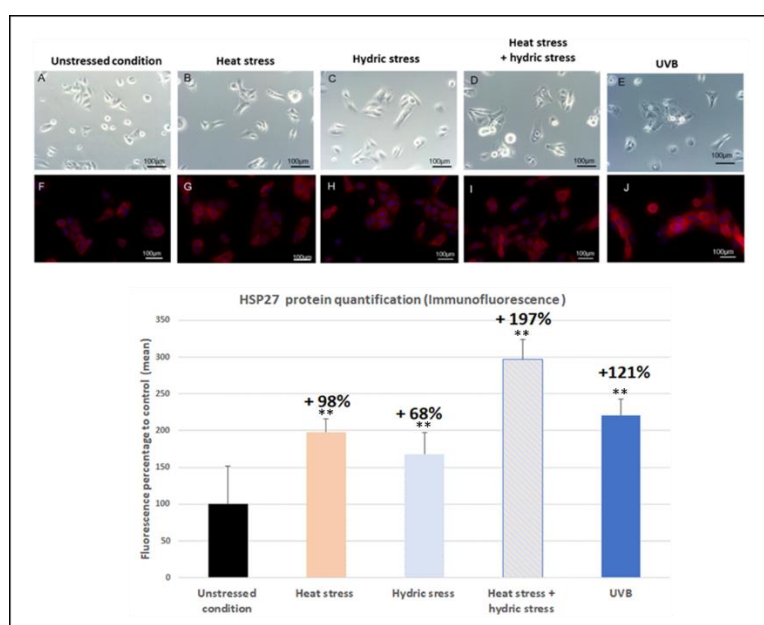 Unstressed condition
Heat stress
Hydric stress
Heat stress
+ hydric stress
UVB
A
B
C
D
E
100µm
100µm
100µm
100µm
100µm
F
G
H
I
J
100µm
100µm
100µm
100µm
100µm
HSP27 protein quantification (Immunofluorescence)
Fluorescence percentage to control (mean)
350
300
250
200
150
100
50
0
+ 98%
**
+ 68%
**
+ 197%
**
+121%
**
Unstressed
condition
Heat stress
Hydric sress
Heat stress +
hydric stress
UVB